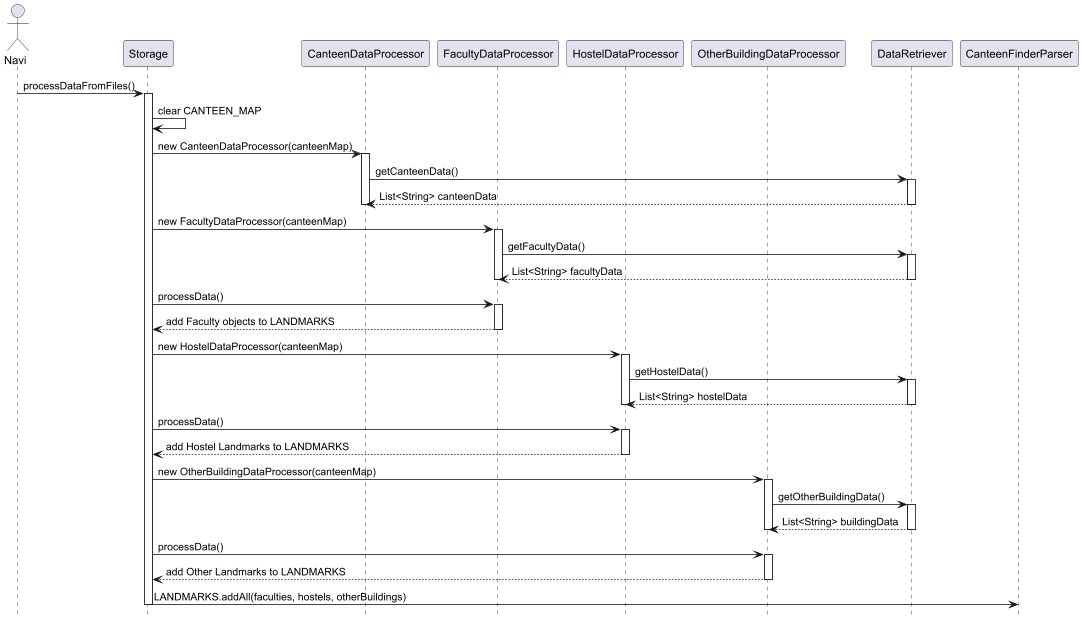 Navi
Storage
CanteenDataProcessor
FacultyDataProcessor
HostelDataProcessor
OtherBuildingDataProcessor
DataRetriever
CanteenFinderParser
processDataFromFiles()
clear CANTEEN_MAP
new CanteenDataProcessor(canteenMap)
getCanteenData()
List<String> canteenData
new FacultyDataProcessor(canteenMap)
getFacultyData()
List<String> facultyData
processData()
add Faculty objects to LANDMARKS
new HostelDataProcessor(canteenMap)
getHostelData()
List<String> hostelData
processData()
add Hostel Landmarks to LANDMARKS
new OtherBuildingDataProcessor(canteenMap)
getOtherBuildingData()
List<String> buildingData
processData()
add Other Landmarks to LANDMARKS
LANDMARKS.addAll(faculties, hostels, otherBuildings)